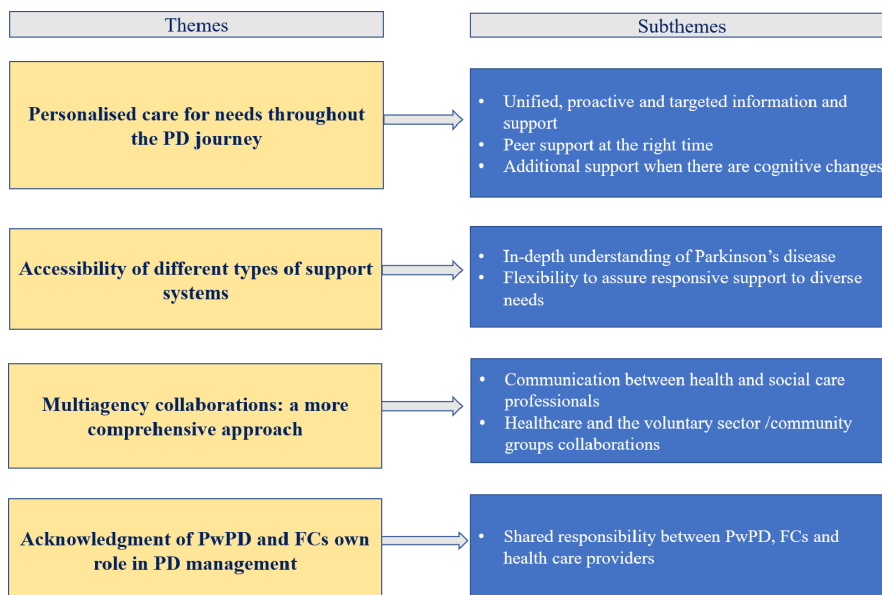 Themes
Subthemes
Personalised care for needs throughout
the PD journey
• Unified, proactive and targeted information and
support
• Peer support at the right time
• Additional support when there are cognitive changes
Accessibility of different types of support
systems
• In-depth understanding of Parkinson’s disease
• Flexibility to assure responsive support to diverse
needs
Multiagency collaborations: a more
comprehensive approach
• Communication between health and social care
professionals
• Healthcare and the voluntary sector /community
groups collaborations
Acknowledgment of PwPD and FCs own
role in PD management
• Shared responsibility between PwPD, FCs and
health care providers